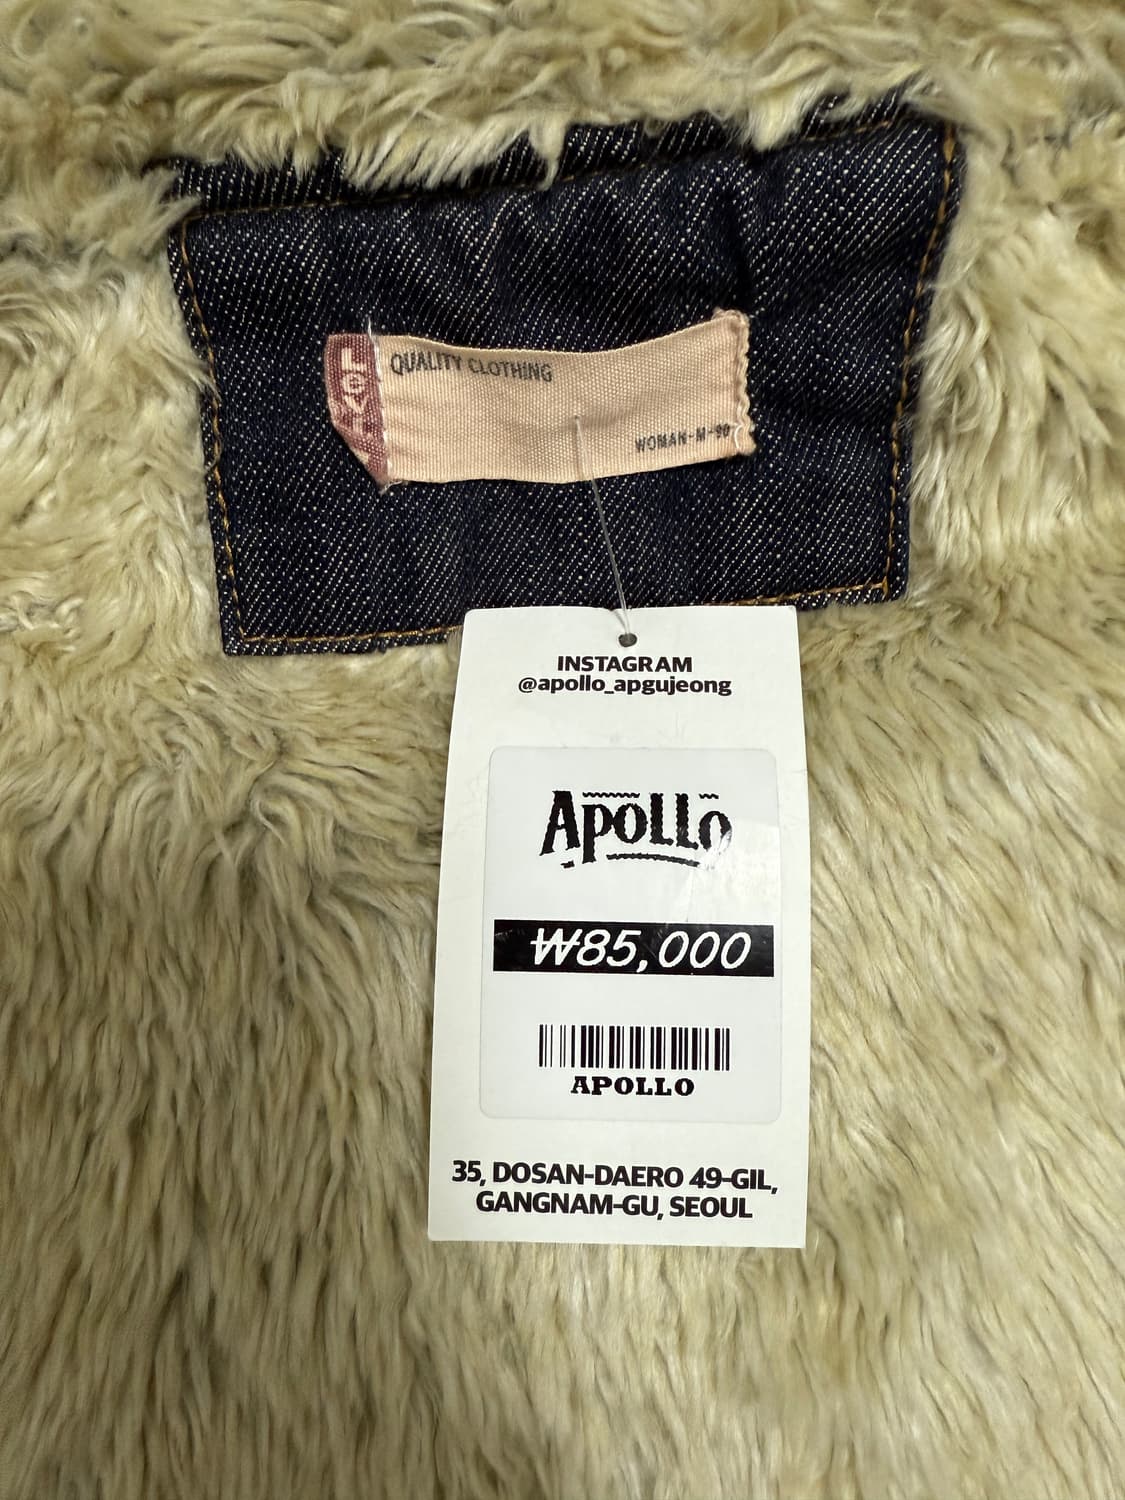 QUALITY CLOTHING
WOMAN-M-90
INSTAGRAM
@apollo_apgujeong
APOLLO
₩85,000
APOLLO
35, DOSAN-DAERO 49-GIL,
GANGNAM-GU, SEOUL